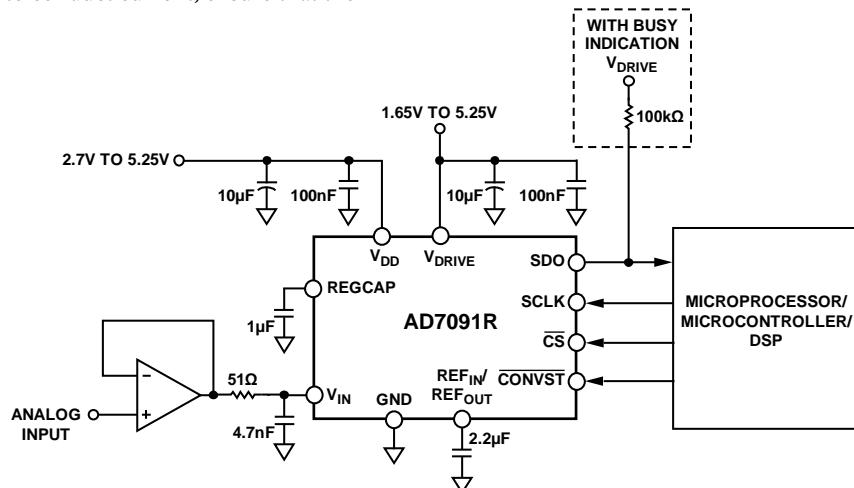 WITH BUSY
INDICATION
VDRIVE
100kΩ
1.65V TO 5.25V
2.7V TO 5.25V
10µF
100nF
10µF
100nF
VDD
VDRIVE
SDO
REGCAP
SCLK
1µF
AD7091R
CS
MICROPROCESSOR/
MICROCONTROLLER/
DSP
CONVST
51Ω
VIN
GND
REFIN/
REFOUT
ANALOG
INPUT
4.7nF
2.2µF